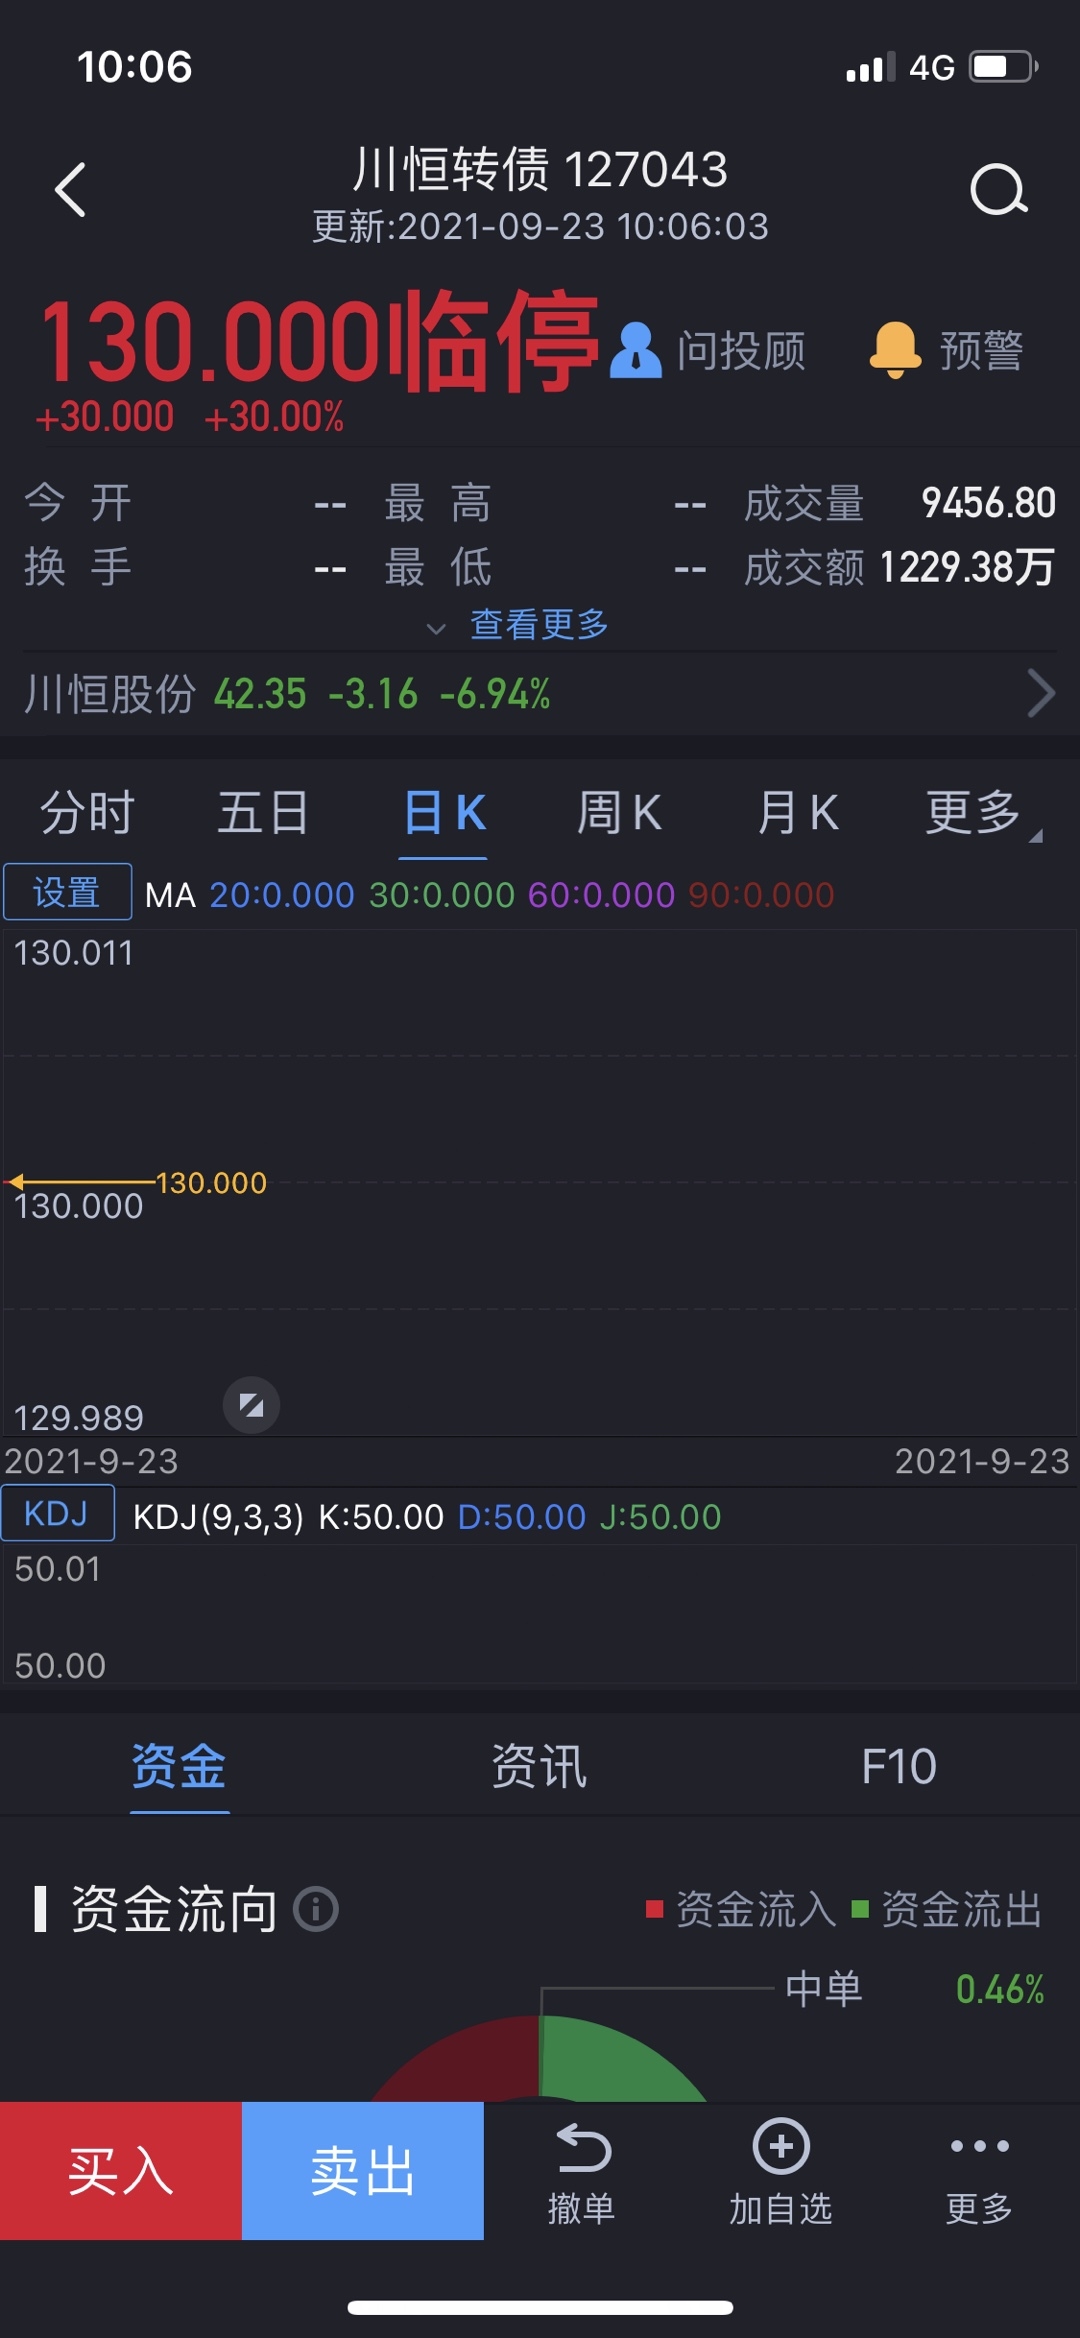 10:06 4G
川恒转债 127043
更新:2021-09-23 10:06:03
130.000临停 问投顾 预警
+30.000 +30.00%
今开 -- 最高 -- 成交量 9456.80
换手 -- 最低 -- 成交额 1229.38万
查看更多
川恒股份 42.35 -3.16 -6.94%
分时 五日 日K 周K 月K 更多
设置 MA 20:0.000 30:0.000 60:0.000 90:0.000
130.011
130.000
130.000
129.989
2021-9-23 2021-9-23
KDJ KDJ(9,3,3) K:50.00 D:50.00 J:50.00
50.01
50.00
资金 资讯 F10
资金流向 资金流入 资金流出
中单 0.46%
买入 卖出 撤单 加自选 更多